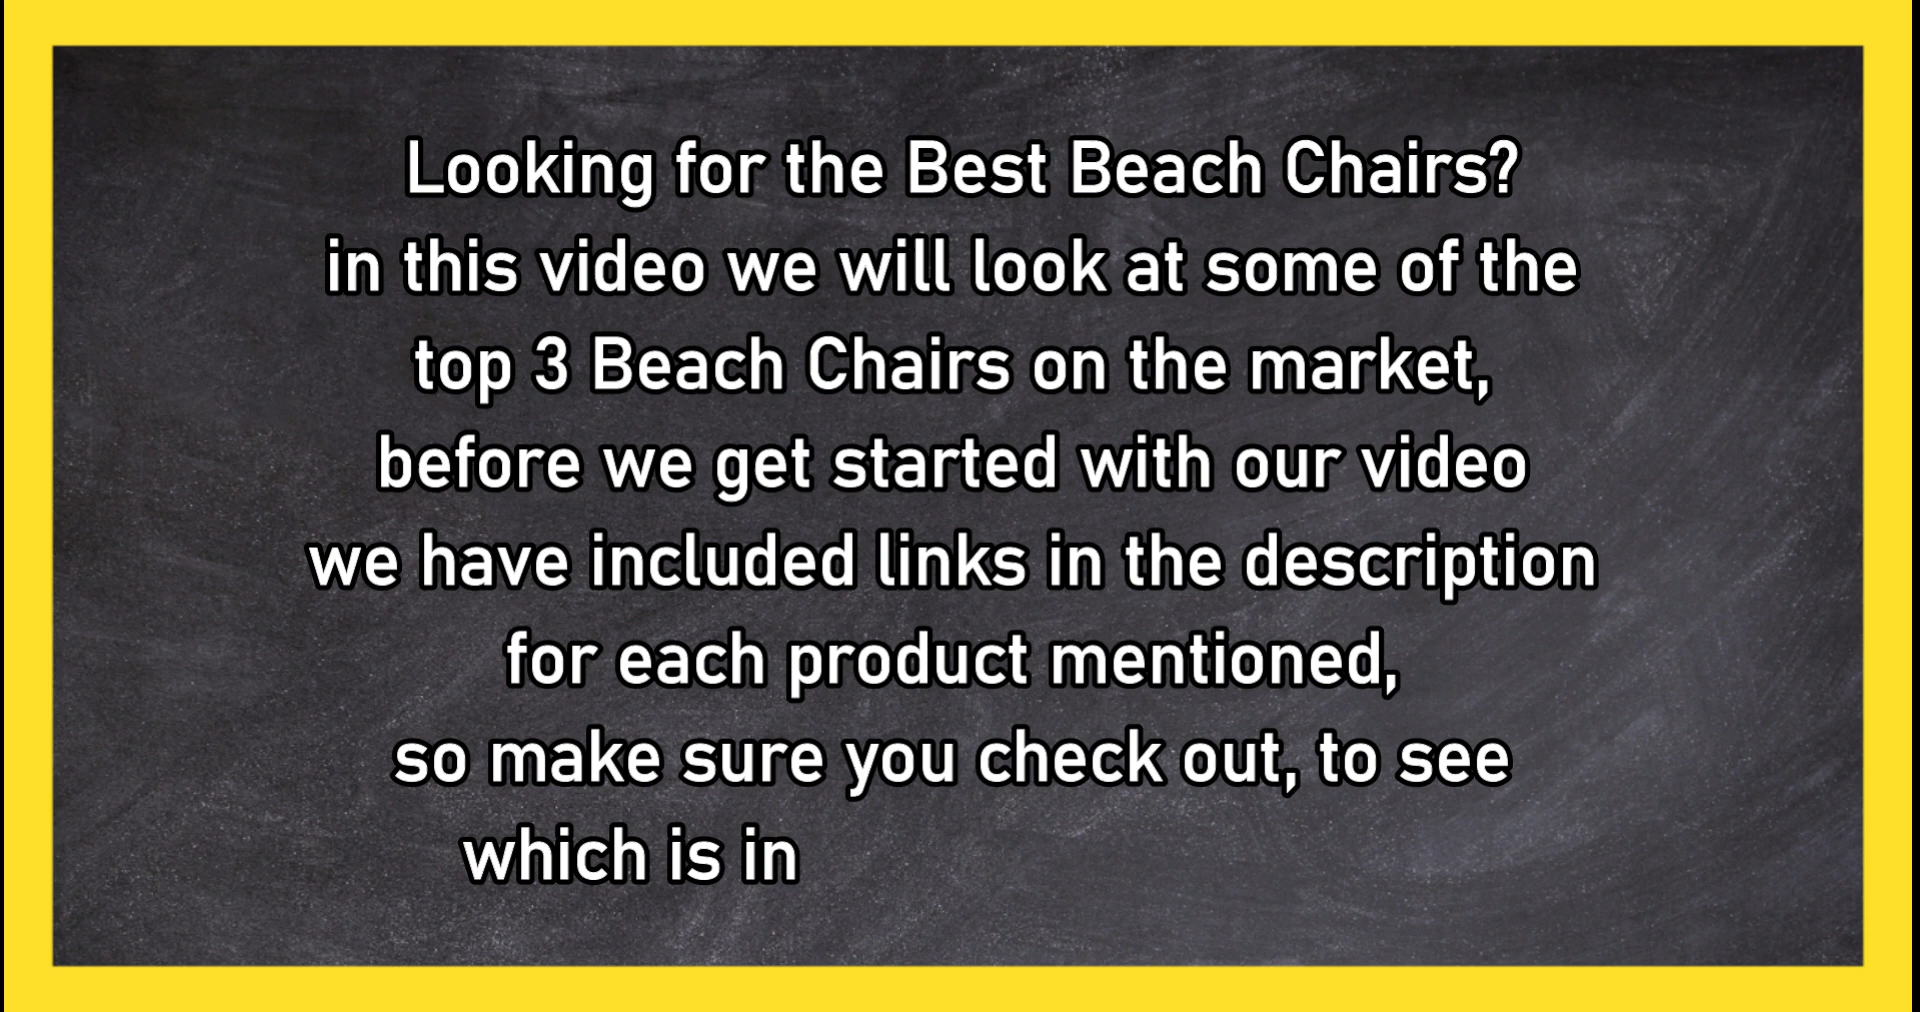 Looking for the Best Beach Chairs?
in this video we will look at some of the
top 3 Beach Chairs on the market,
before we get started with our video
we have included links in the description
for each product mentioned,
so make sure you check out, to see
which is in